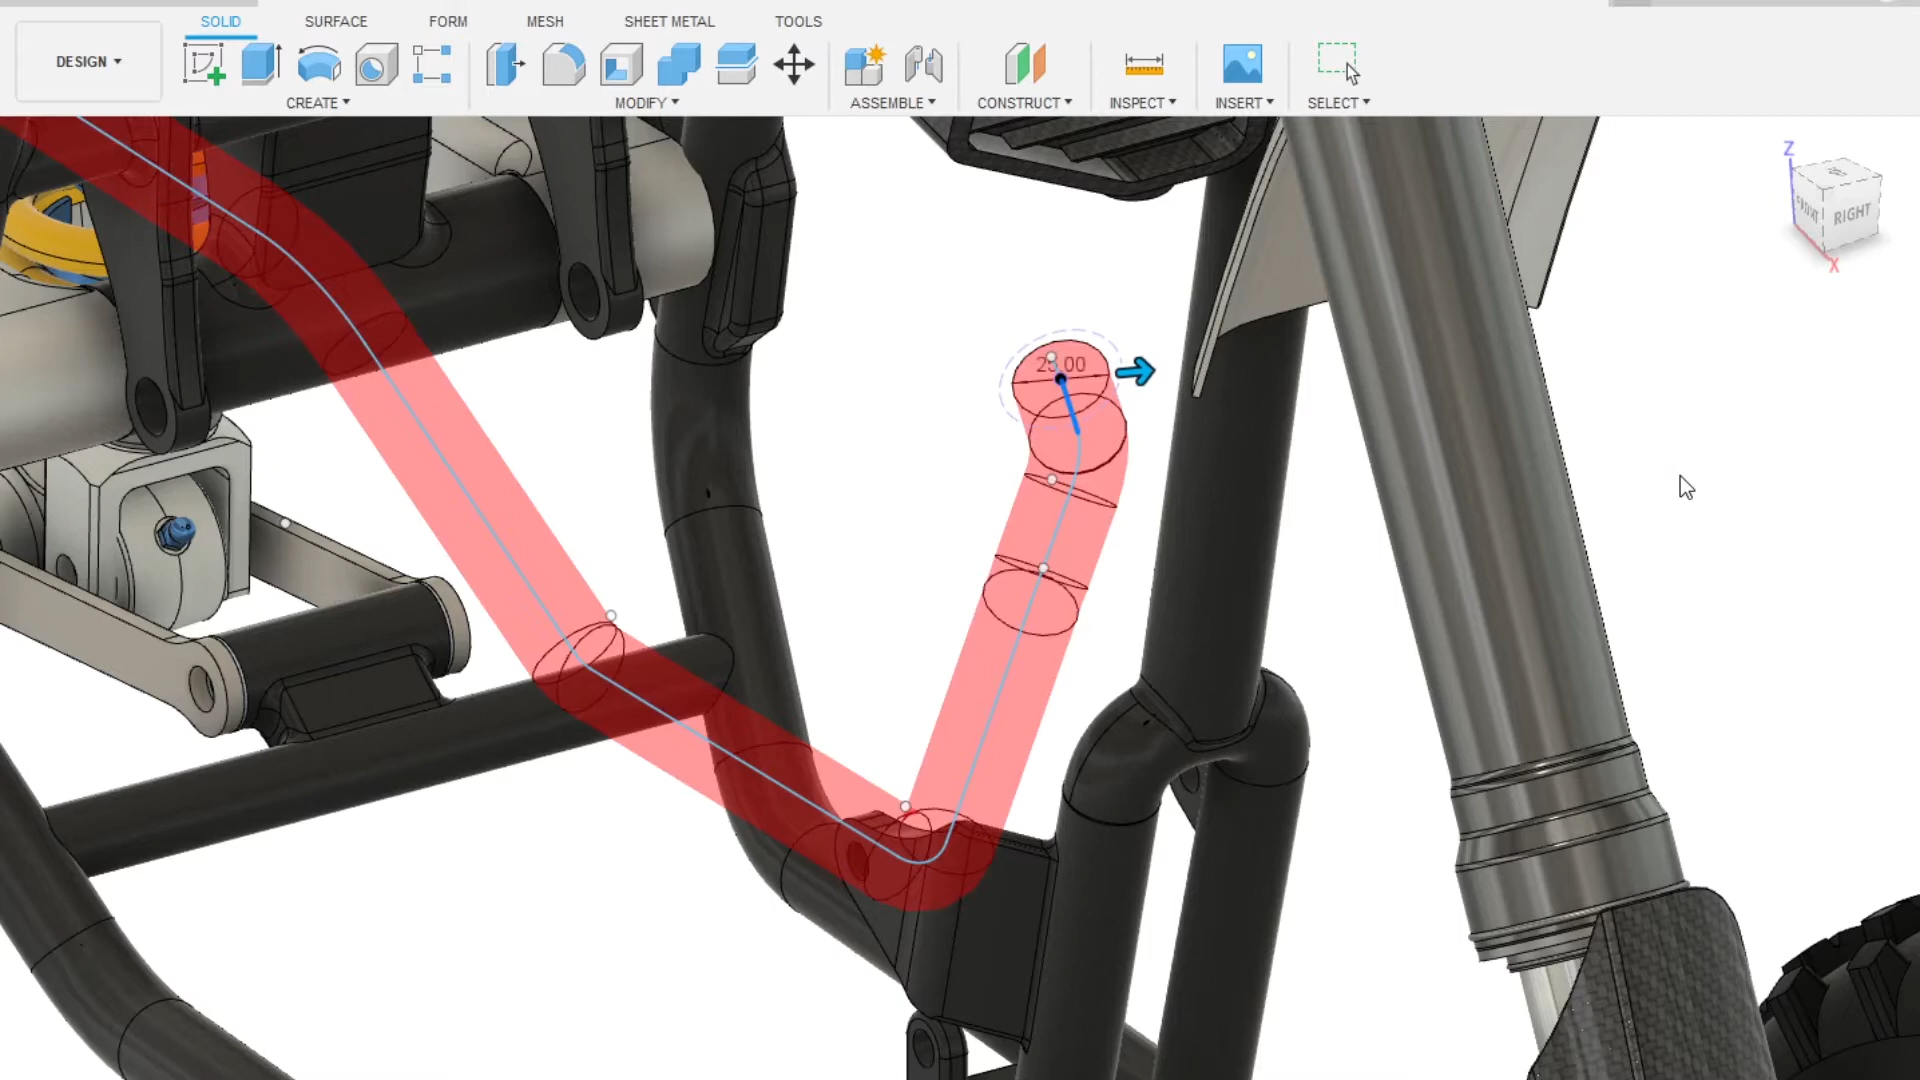 SOLID SURFACE FORM MESH SHEET METAL TOOLS
DESIGN
CREATE MODIFY ASSEMBLE CONSTRUCT INSPECT INSERT SELECT
Z
FRONT RIGHT
X
25.00